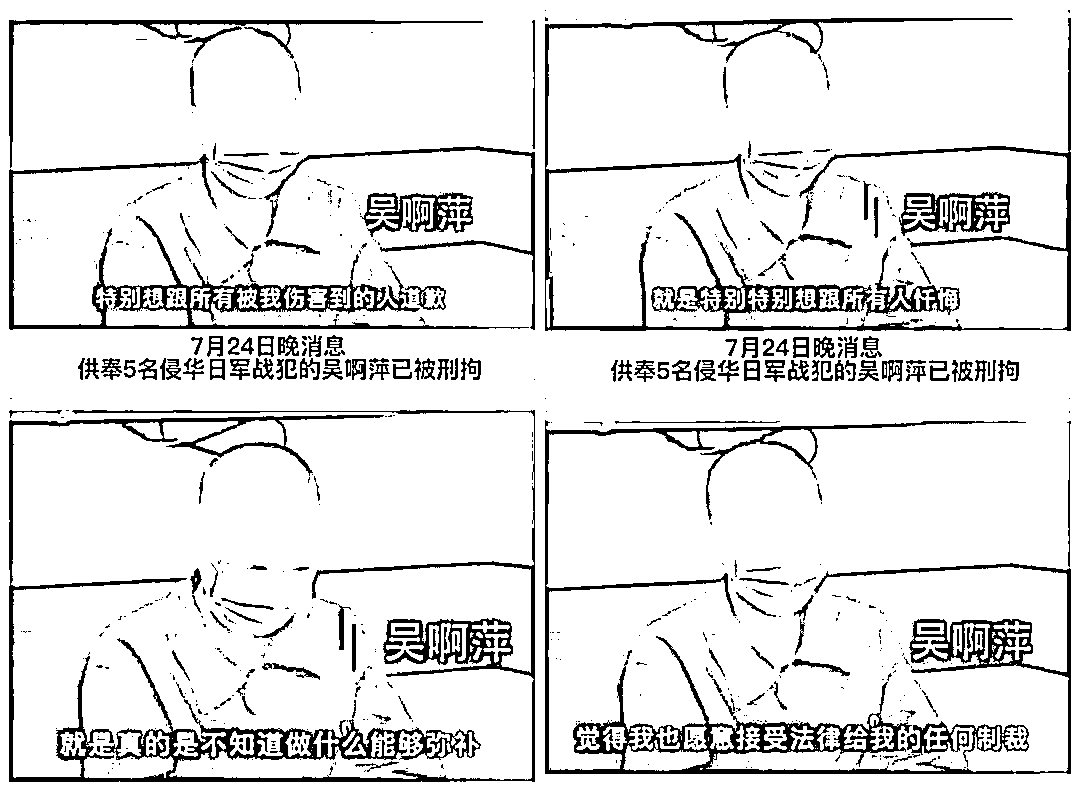 吴啊萍
特别想跟所有被我伤害到的人道歉
7月24日晚消息
供奉5名侵华日军战犯的吴啊萍已被刑拘
吴啊萍
就是特别特别想跟所有人忏悔
7月24日晚消息
供奉5名侵华日军战犯的吴啊萍已被刑拘
吴啊萍
就是真的是不知道做什么能够弥补
吴啊萍
觉得我也愿意接受法律给我的任何制裁